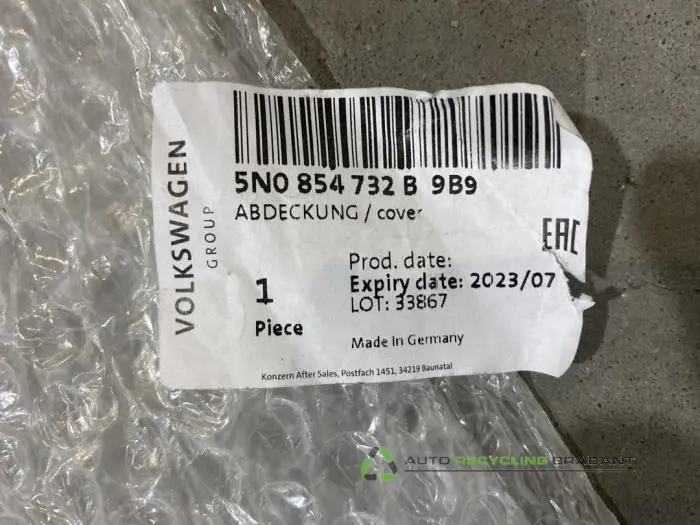 VOLKSWAGEN
GROUP
5N0 854 732 B 9B9
ABDECKUNG / cover
EAC
Prod. date:
Expiry date: 2023/07
LOT: 33867
1
Piece
Made In Germany
Konzern After Sales, Postfach 1451, 34219 Baunatal
AUTO RECYCLING BRABANT